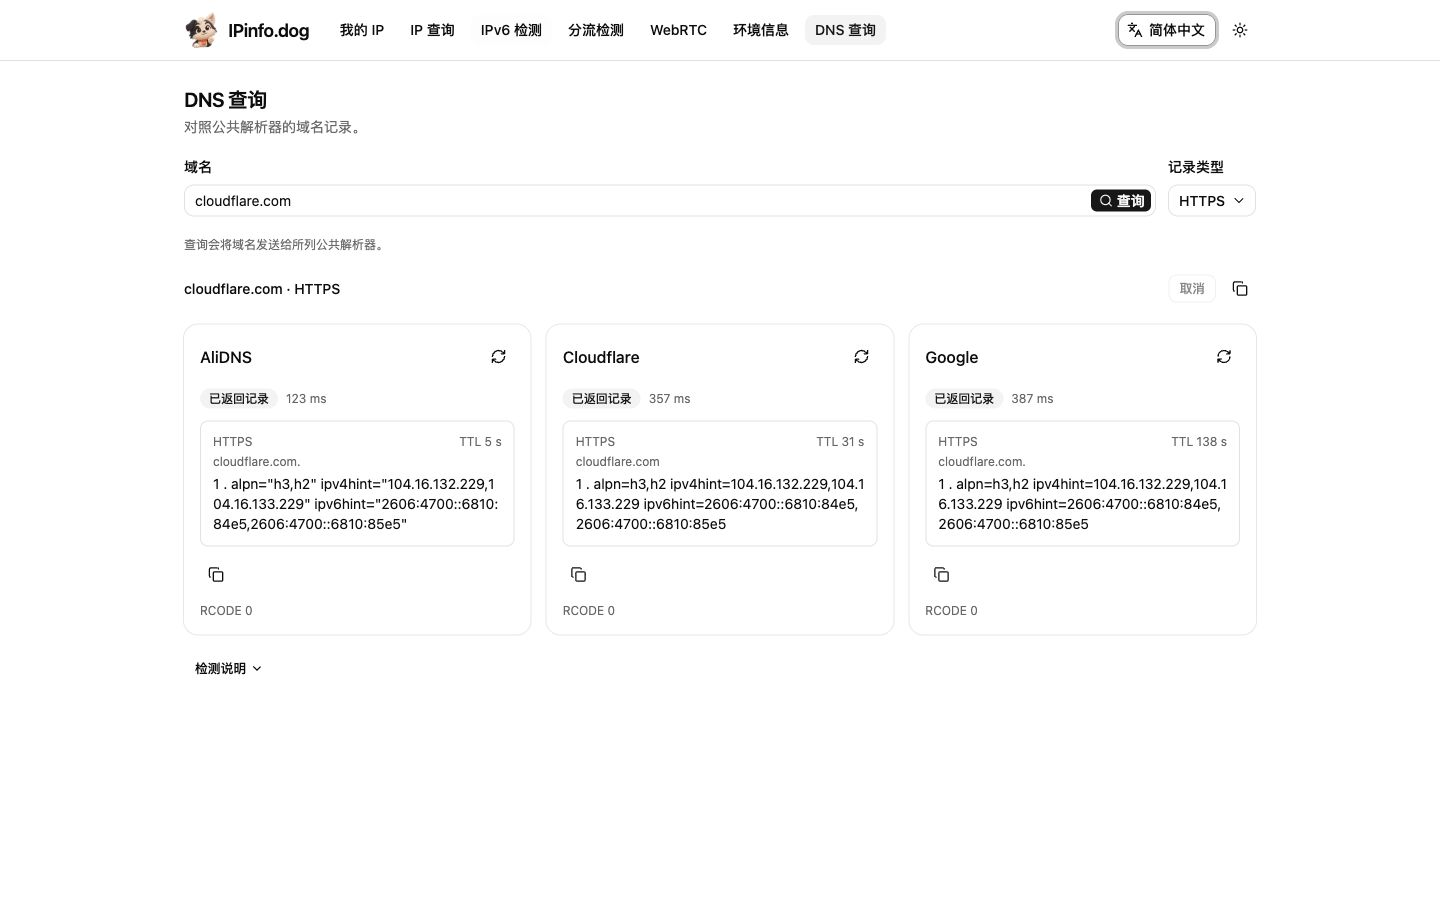 IPinfo.dog 我的 IP IP 查询 IPv6 检测 分流检测 WebRTC 环境信息 DNS 查询 简体中文
DNS 查询
对照公共解析器的域名记录。
域名 记录类型
cloudflare.com 查询 HTTPS
查询会将域名发送给所列公共解析器。
cloudflare.com · HTTPS 取消
AliDNS
已返回记录 123 ms
HTTPS TTL 5 s
cloudflare.com.
1 . alpn="h3,h2" ipv4hint="104.16.132.229,1
04.16.133.229" ipv6hint="2606:4700::6810:
84e5,2606:4700::6810:85e5"
RCODE 0
Cloudflare
已返回记录 357 ms
HTTPS TTL 31 s
cloudflare.com
1 . alpn=h3,h2 ipv4hint=104.16.132.229,104.1
6.133.229 ipv6hint=2606:4700::6810:84e5,
2606:4700::6810:85e5
RCODE 0
Google
已返回记录 387 ms
HTTPS TTL 138 s
cloudflare.com.
1 . alpn=h3,h2 ipv4hint=104.16.132.229,104.1
6.133.229 ipv6hint=2606:4700::6810:84e5,
2606:4700::6810:85e5
RCODE 0
检测说明